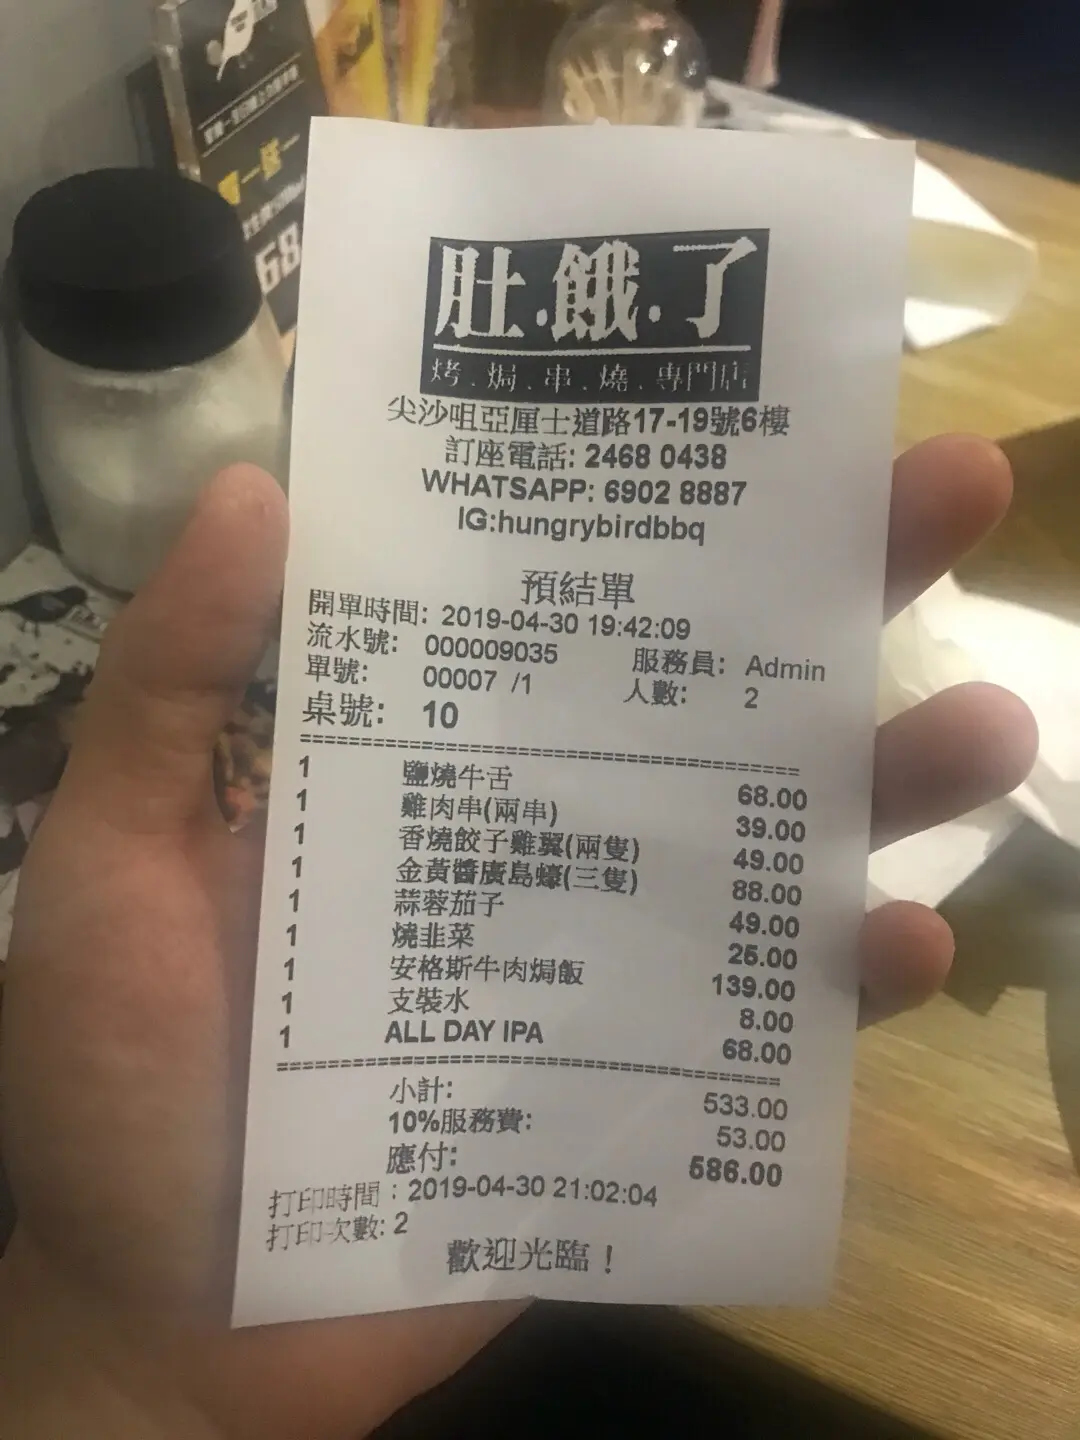 68
肚.餓.了
烤.焗.串.燒.專門店
尖沙咀亞厘士道路17-19號6樓
訂座電話: 2468 0438
WHATSAPP: 6902 8887
IG:hungrybirdbbq
預結單
開單時間: 2019-04-30 19:42:09
流水號: 000009035 服務員: Admin
單號: 00007 /1 人數: 2
桌號: 10
1 鹽燒牛舌 68.00
1 雞肉串(兩串) 39.00
1 香燒餃子雞翼(兩隻) 49.00
1 金黃醬廣島蠔(三隻) 88.00
1 蒜蓉茄子 49.00
1 燒韭菜 25.00
1 安格斯牛肉焗飯 139.00
1 支裝水 8.00
1 ALL DAY IPA 68.00
小計: 533.00
10%服務費: 53.00
應付: 586.00
打印時間：2019-04-30 21:02:04
打印次數: 2
歡迎光臨！